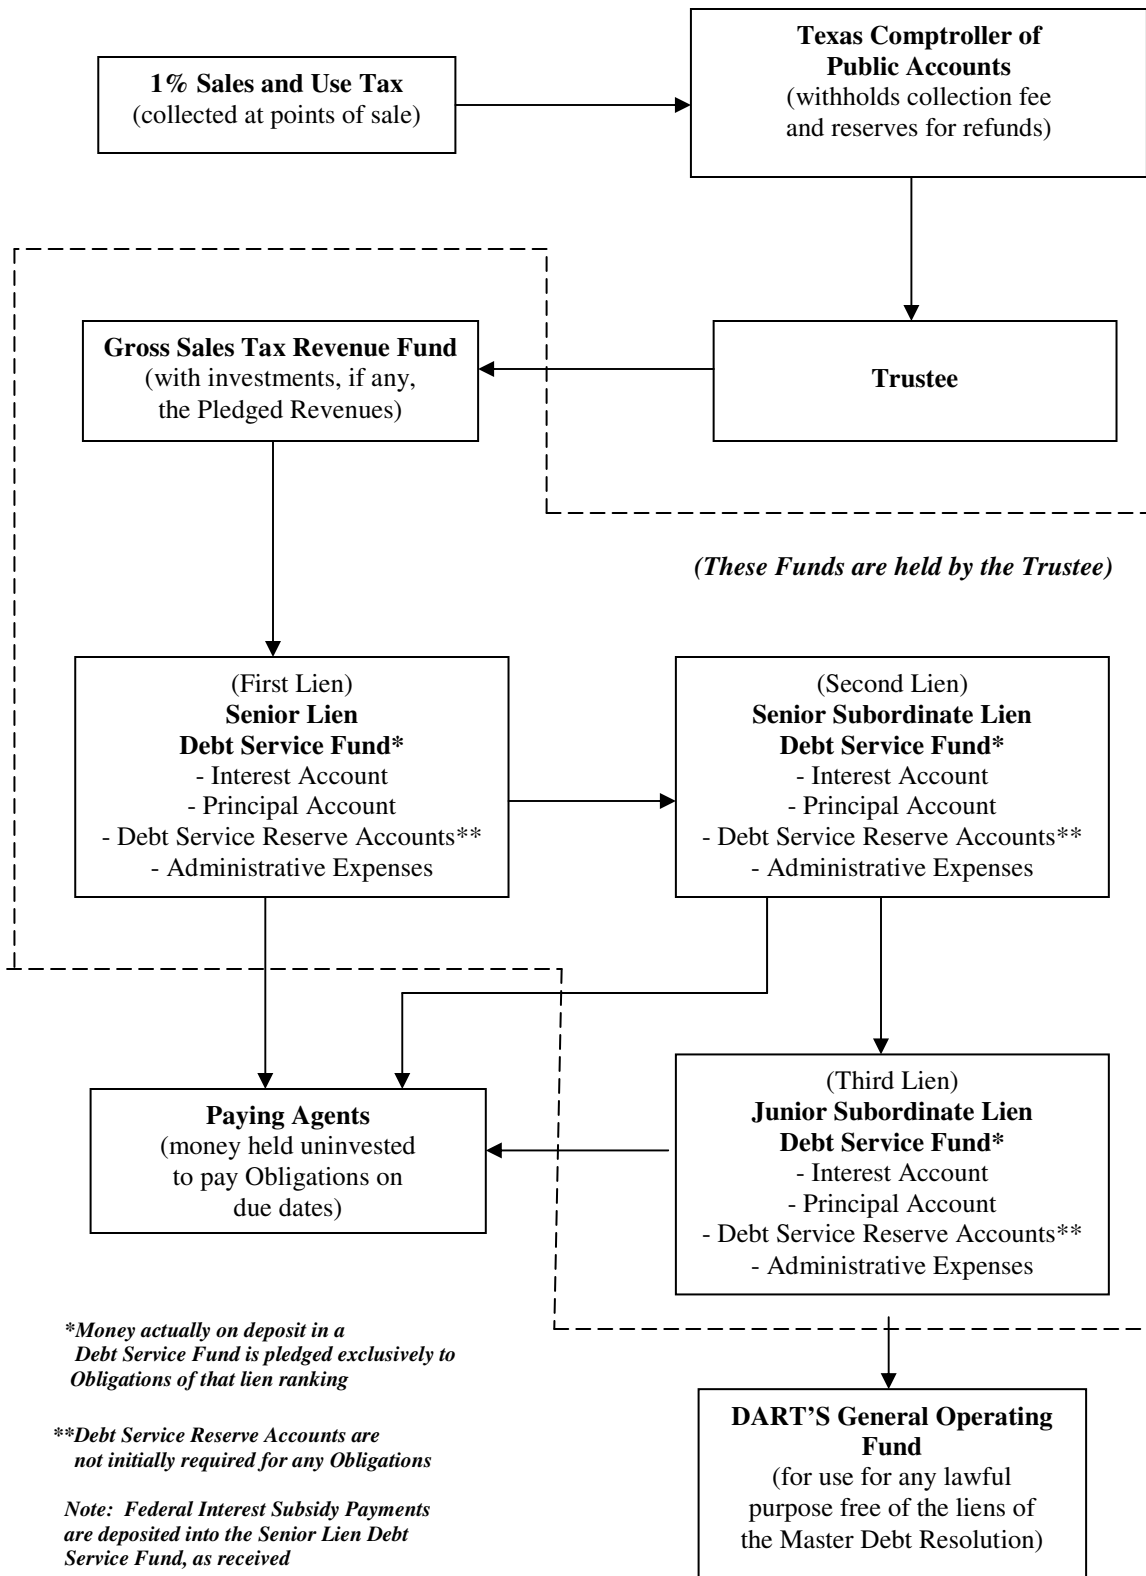 1% Sales and Use Tax
(collected at points of sale)
Texas Comptroller of
Public Accounts
(withholds collection fee
and reserves for refunds)
Gross Sales Tax Revenue Fund
(with investments, if any,
the Pledged Revenues)
Trustee
(These Funds are held by the Trustee)
(First Lien)
Senior Lien
Debt Service Fund*
- Interest Account
- Principal Account
- Debt Service Reserve Accounts**
- Administrative Expenses
(Second Lien)
Senior Subordinate Lien
Debt Service Fund*
- Interest Account
- Principal Account
- Debt Service Reserve Accounts**
- Administrative Expenses
Paying Agents
(money held uninvested
to pay Obligations on
due dates)
(Third Lien)
Junior Subordinate Lien
Debt Service Fund*
- Interest Account
- Principal Account
- Debt Service Reserve Accounts**
- Administrative Expenses
*Money actually on deposit in a
Debt Service Fund is pledged exclusively to
Obligations of that lien ranking
**Debt Service Reserve Accounts are
not initially required for any Obligations
Note: Federal Interest Subsidy Payments
are deposited into the Senior Lien Debt
Service Fund, as received
DART'S General Operating
Fund
(for use for any lawful
purpose free of the liens of
the Master Debt Resolution)